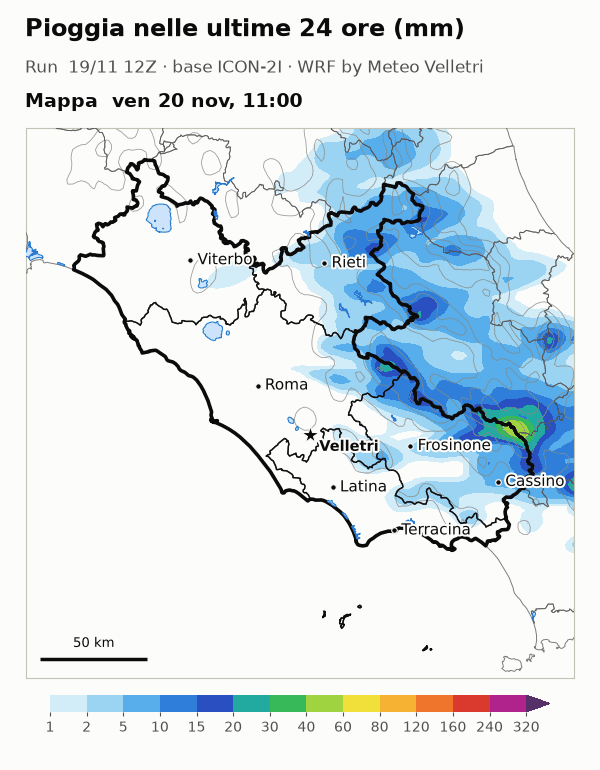 Pioggia nelle ultime 24 ore (mm)
Run  19/11 12Z · base ICON-2I · WRF by Meteo Velletri
Mappa  ven 20 nov, 11:00
Viterbo
Rieti
Roma
Velletri
Frosinone
Latina
Cassino
Terracina
50 km
1 2 5 10 15 20 30 40 60 80 120 160 240 320